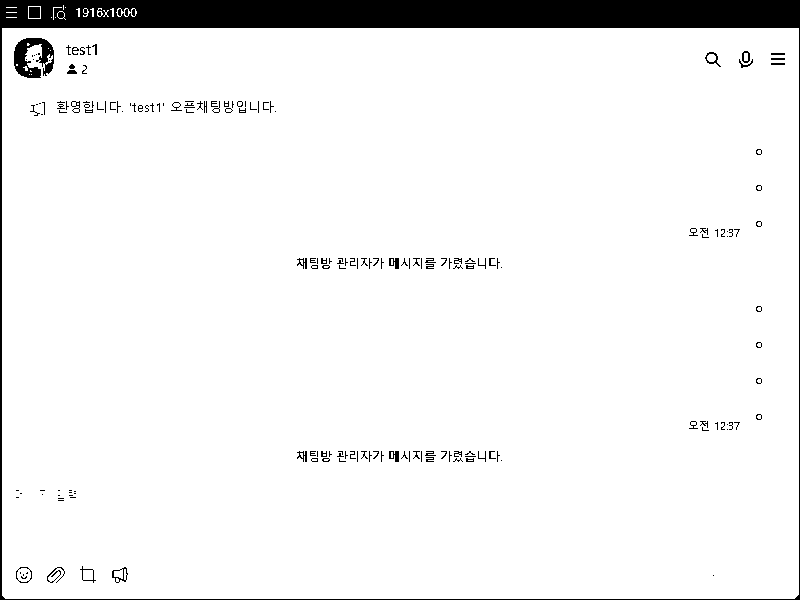 1916x1000
test1
2
환영합니다. 'test1' 오픈채팅방입니다.
ㅇ
ㅇ
ㅇ
오전 12:37
채팅방 관리자가 메시지를 가렸습니다.
ㅇ
ㅇ
ㅇ
ㅇ
오전 12:37
채팅방 관리자가 메시지를 가렸습니다.